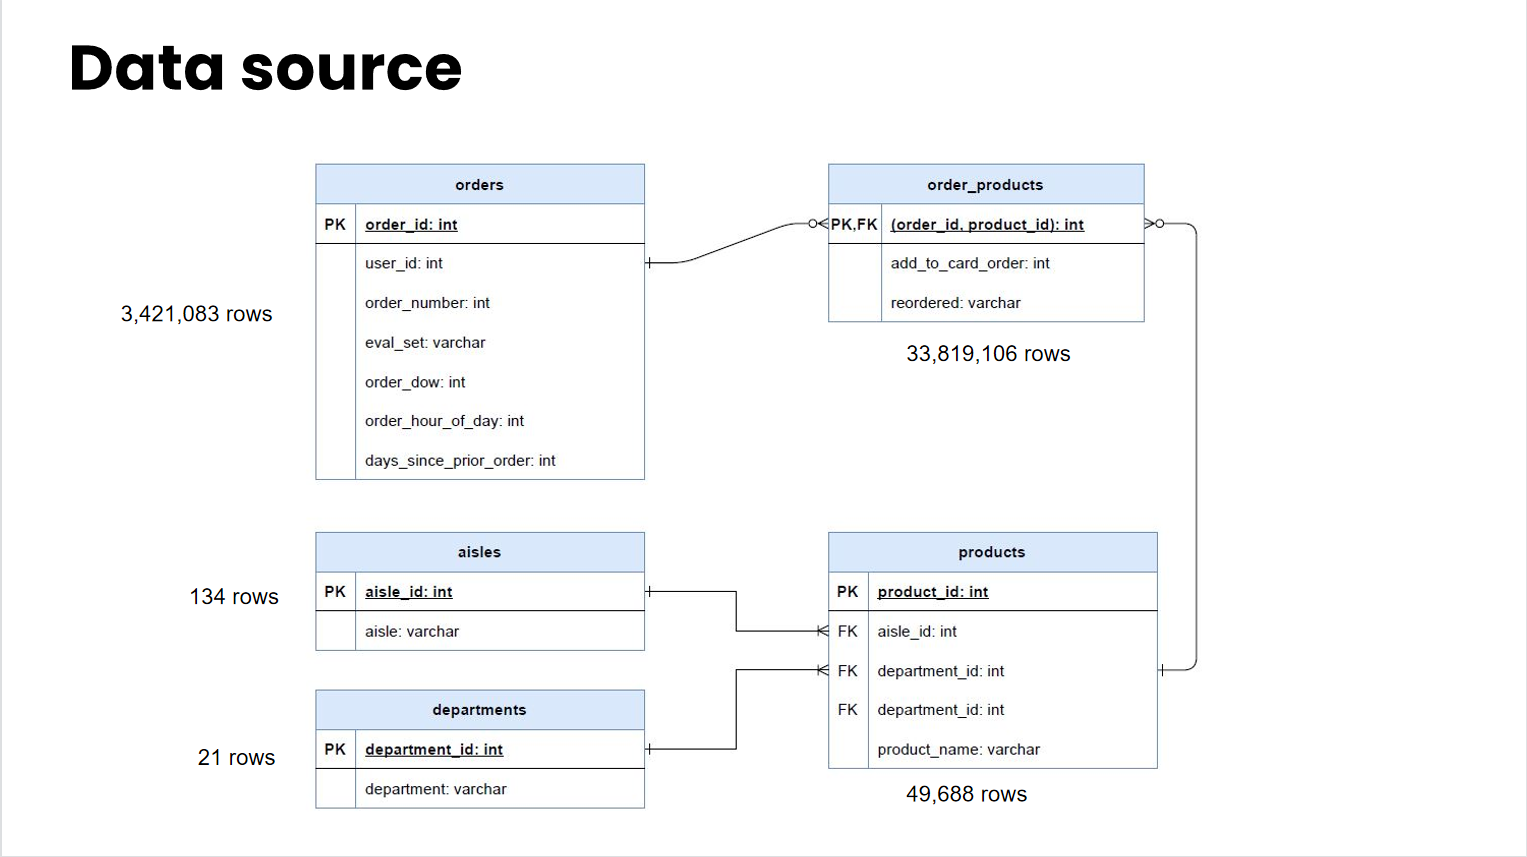 Data source
orders
PK order_id: int
user_id: int
order_number: int
eval_set: varchar
order_dow: int
order_hour_of_day: int
days_since_prior_order: int
3,421,083 rows
order_products
PK,FK (order_id, product_id): int
add_to_card_order: int
reordered: varchar
33,819,106 rows
aisles
PK aisle_id: int
aisle: varchar
134 rows
departments
PK department_id: int
department: varchar
21 rows
products
PK product_id: int
FK aisle_id: int
FK department_id: int
FK department_id: int
product_name: varchar
49,688 rows